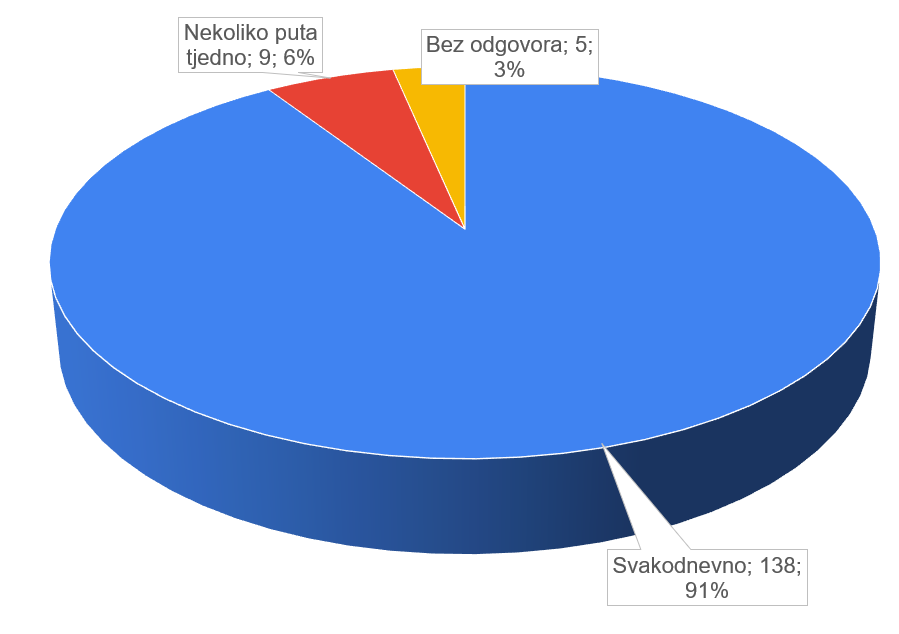 Nekoliko puta
tjedno; 9; 6%
Bez odgovora; 5;
3%
Svakodnevno; 138;
91%